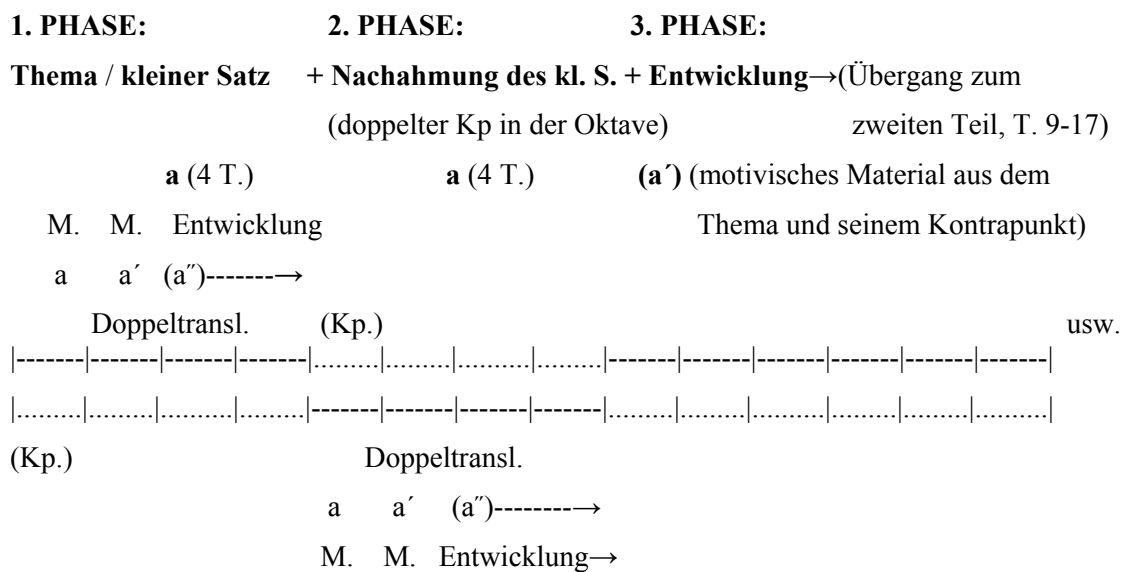 1. PHASE: 2. PHASE: 3. PHASE:
Thema / kleiner Satz + Nachahmung des kl. S. + Entwicklung→(Übergang zum
(doppelter Kp in der Oktave) zweiten Teil, T. 9-17)
a (4 T.) a (4 T.) (a´) (motivisches Material aus dem
M. M. Entwicklung Thema und seinem Kontrapunkt)
a a´ (a˝)-------→
Doppeltransl. (Kp.) usw.
|-------|-------|-------|-------|.........|.........|..........|.........|-------|-------|-------|-------|-------|-------|
|.........|.........|.........|.........|-------|-------|-------|-------|.........|.........|..........|.........|.........|..........|
(Kp.) Doppeltransl.
a a´ (a˝)--------→
M. M. Entwicklung→